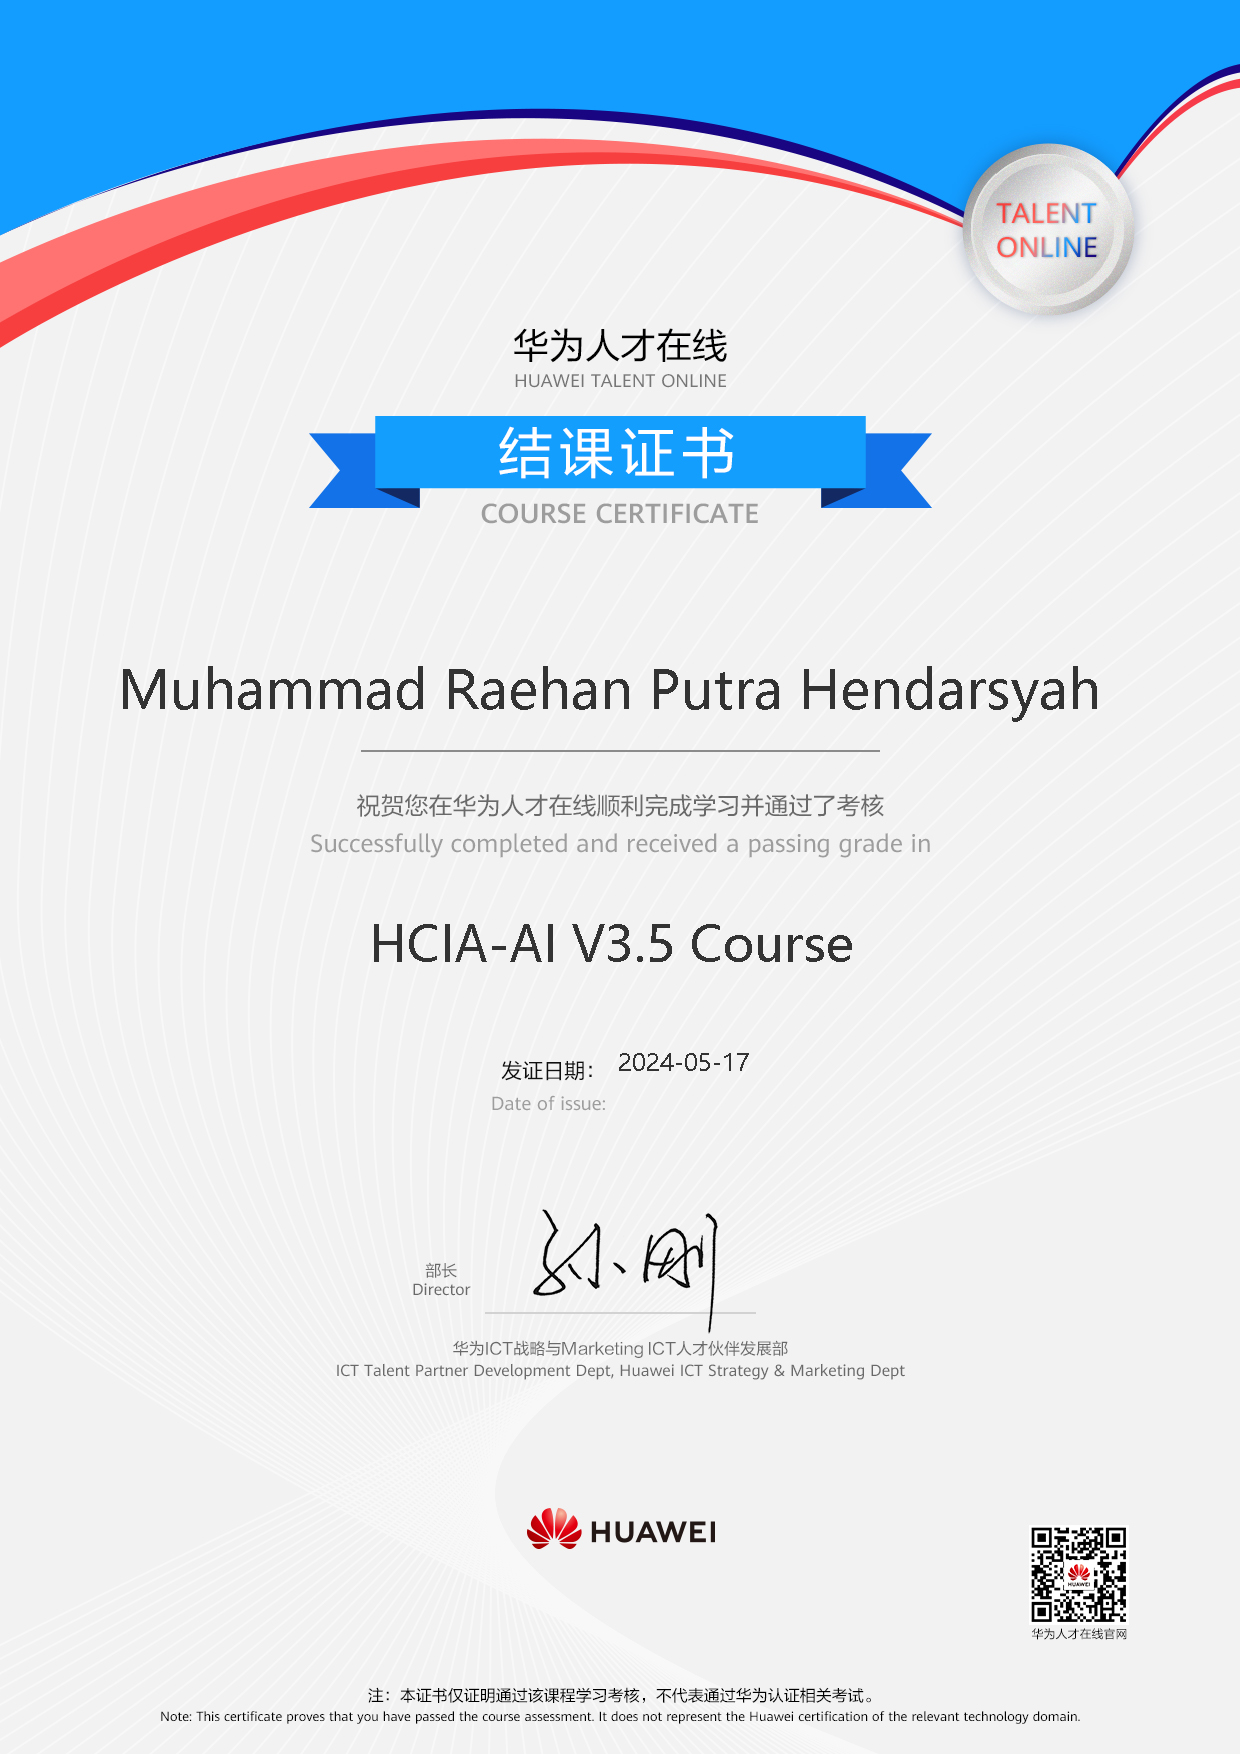 TALENT
ONLINE
华为人才在线
HUAWEI TALENT ONLINE
结课证书
COURSE CERTIFICATE
Muhammad Raehan Putra Hendarsyah
祝贺您在华为人才在线顺利完成学习并通过了考核
Successfully completed and received a passing grade in
HCIA-AI V3.5 Course
发证日期： 2024-05-17
Date of issue:
孙刚
部长
Director
华为ICT战略与Marketing ICT人才伙伴发展部
ICT Talent Partner Development Dept, Huawei ICT Strategy & Marketing Dept
HUAWEI
HUAWEI
华为人才在线官网
注：本证书仅证明通过该课程学习考核，不代表通过华为认证相关考试。
Note: This certificate proves that you have passed the course assessment. It does not represent the Huawei certification of the relevant technology domain.